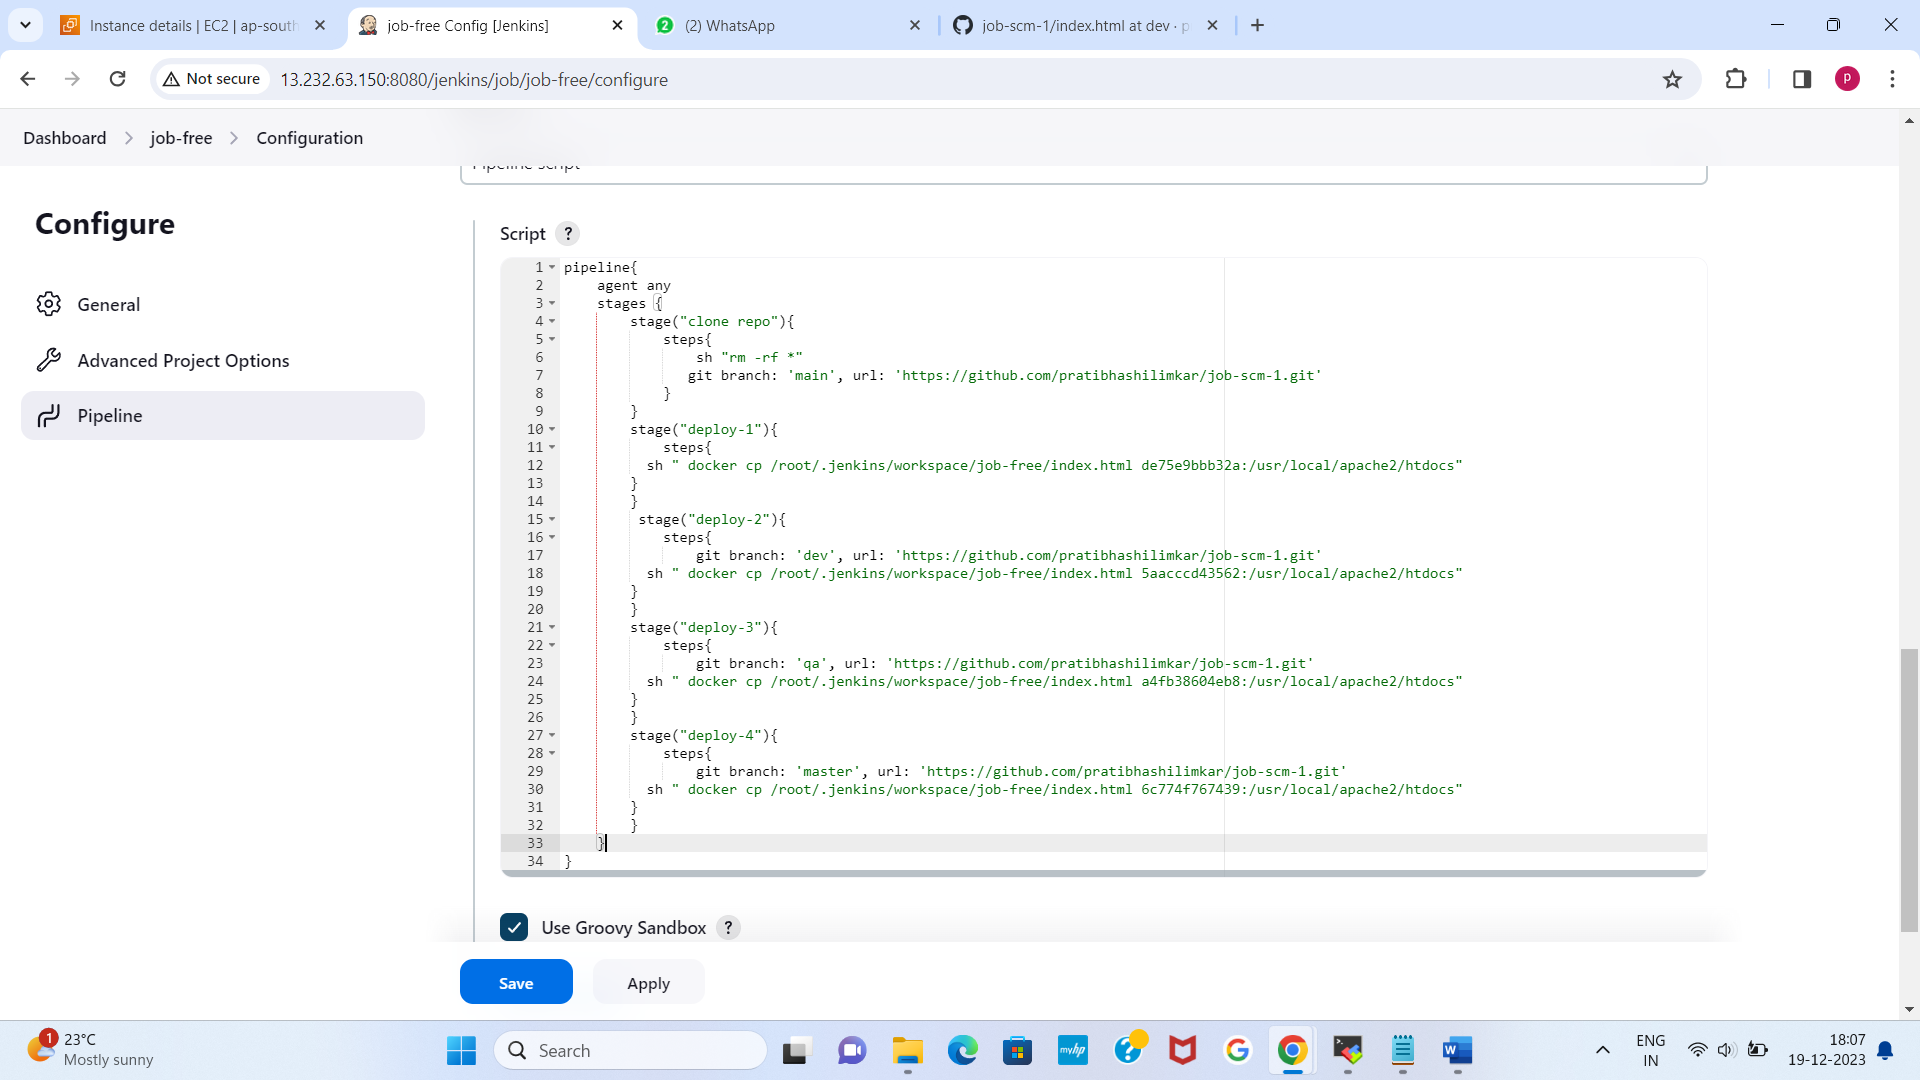 Instance details | EC2 | ap-south
job-free Config [Jenkins]
2
(2) WhatsApp
job-scm-1/index.html at dev · p
Not secure
13.232.63.150:8080/jenkins/job/job-free/configure
P
Dashboard
job-free
Configuration
Pipeline script
Configure
General
Advanced Project Options
Pipeline
Script ?
1 pipeline{
2 agent any
3 stages {
4 stage("clone repo"){
5 steps{
6 sh "rm -rf *"
7 git branch: 'main', url: 'https://github.com/pratibhashilimkar/job-scm-1.git'
8 }
9 }
10 stage("deploy-1"){
11 steps{
12 sh " docker cp /root/.jenkins/workspace/job-free/index.html de75e9bbb32a:/usr/local/apache2/htdocs"
13 }
14 }
15 stage("deploy-2"){
16 steps{
17 git branch: 'dev', url: 'https://github.com/pratibhashilimkar/job-scm-1.git'
18 sh " docker cp /root/.jenkins/workspace/job-free/index.html 5aacccd43562:/usr/local/apache2/htdocs"
19 }
20 }
21 stage("deploy-3"){
22 steps{
23 git branch: 'qa', url: 'https://github.com/pratibhashilimkar/job-scm-1.git'
24 sh " docker cp /root/.jenkins/workspace/job-free/index.html a4fb38604eb8:/usr/local/apache2/htdocs"
25 }
26 }
27 stage("deploy-4"){
28 steps{
29 git branch: 'master', url: 'https://github.com/pratibhashilimkar/job-scm-1.git'
30 sh " docker cp /root/.jenkins/workspace/job-free/index.html 6c774f767439:/usr/local/apache2/htdocs"
31 }
32 }
33 }
34 }
Use Groovy Sandbox ?
Save
Apply
1
23°C
Mostly sunny
Search
myhp
ENG
IN
18:07
19-12-2023